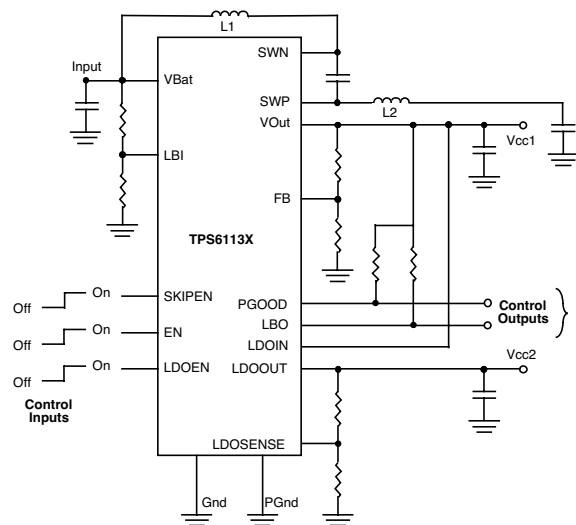 L1
SWN
Input
VBat
SWP
L2
VOut
Vcc1
LBI
FB
TPS6113X
Off On SKIPEN
PGOOD
Control
Outputs
LBO
Off On EN
LDOIN
Off On LDOEN
LDOOUT
Vcc2
Control
Inputs
LDOSENSE
Gnd
PGnd